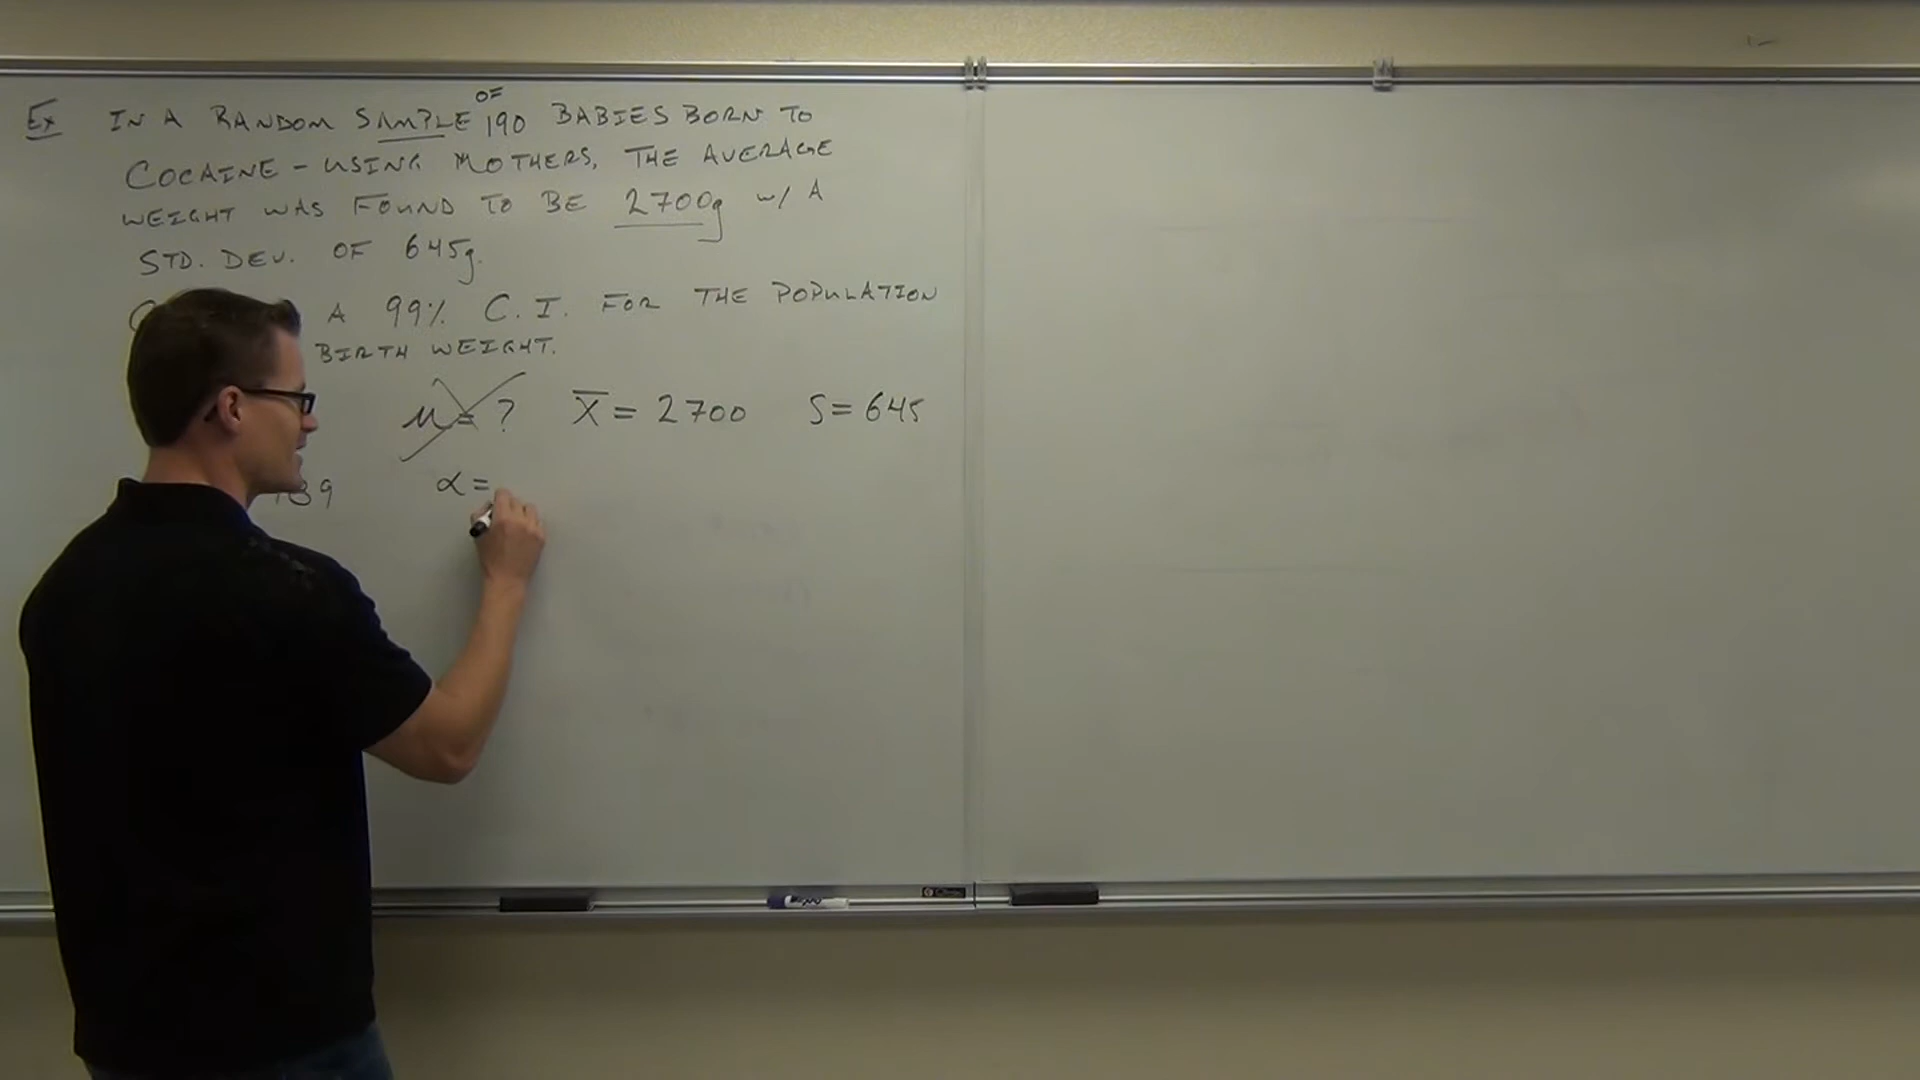 Ex IN A RANDOM SAMPLE OF 190 BABIES BORN TO
COCAINE-USING MOTHERS, THE AVERAGE
WEIGHT WAS FOUND TO BE 2700g w/ A
STD. DEV. OF 645g.
A 99% C.I. FOR THE POPULATION
BIRTH WEIGHT.
μ = ? X̄ = 2700 S = 645
189 α =